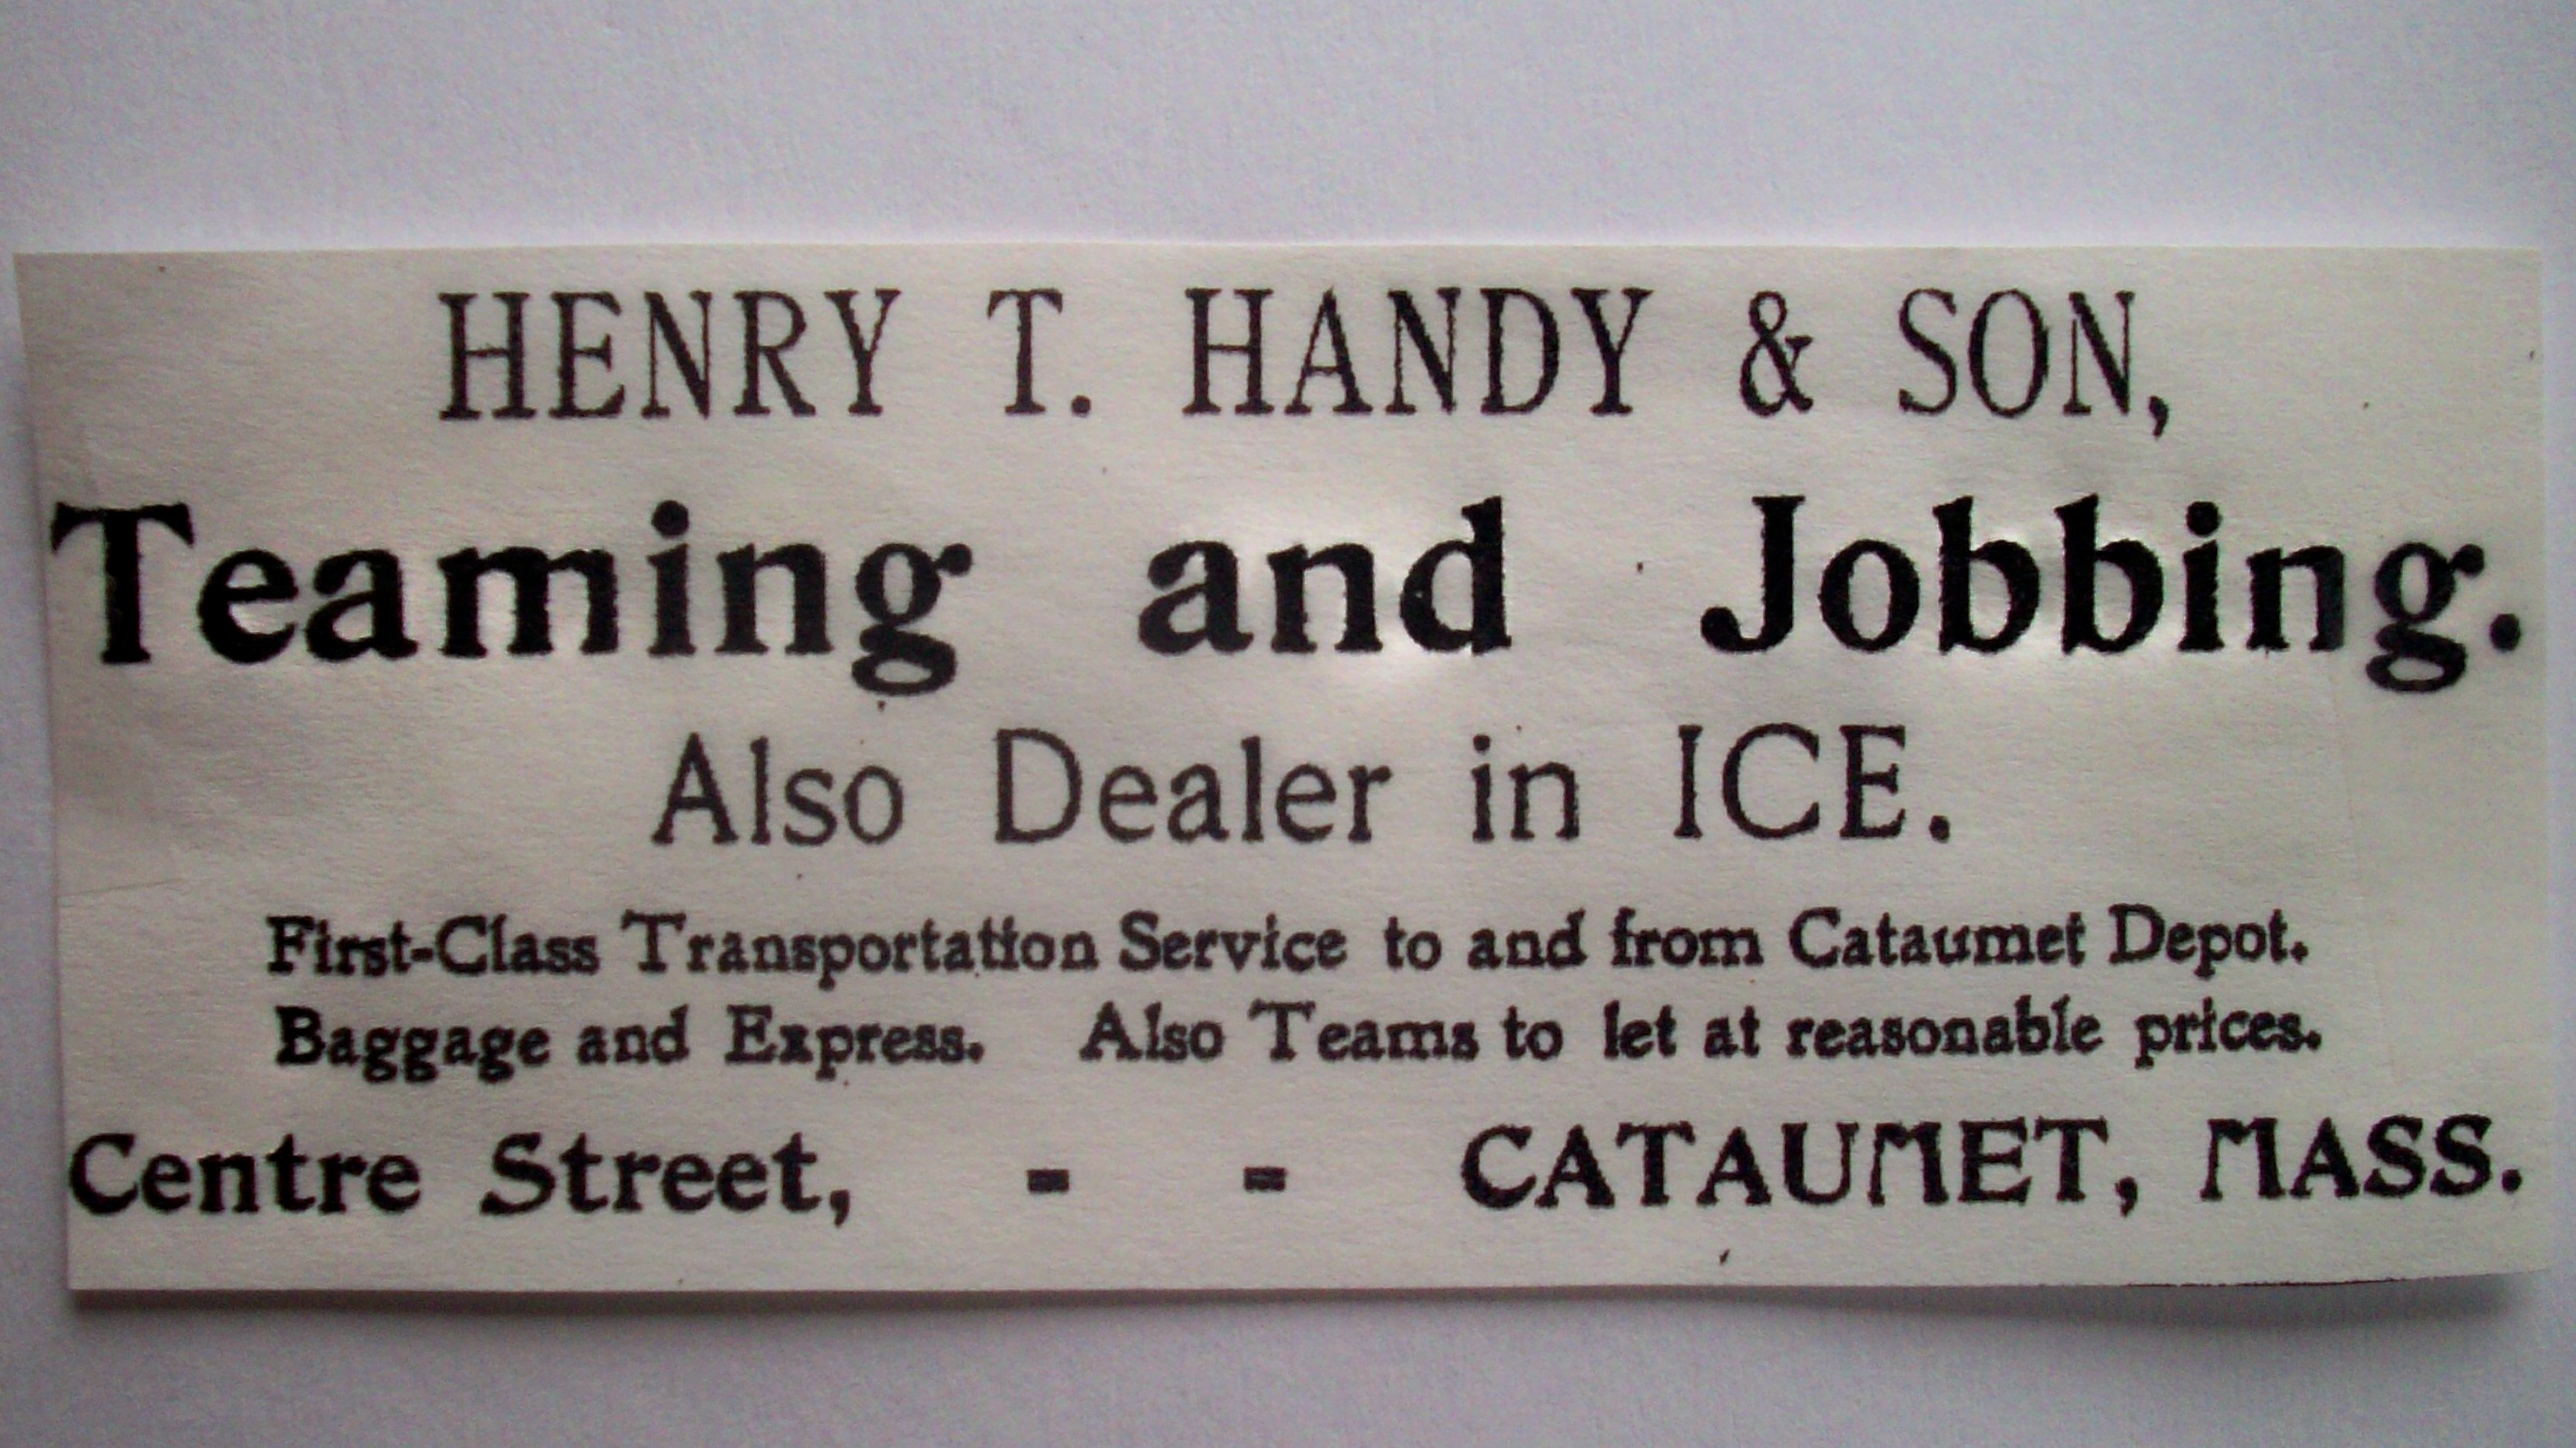 HENRY T. HANDY & SON,
Teaming and Jobbing.
Also Dealer in ICE.
First-Class Transportation Service to and from Cataumet Depot.
Baggage and Express. Also Teams to let at reasonable prices.
Centre Street, - - CATAUMET, MASS.